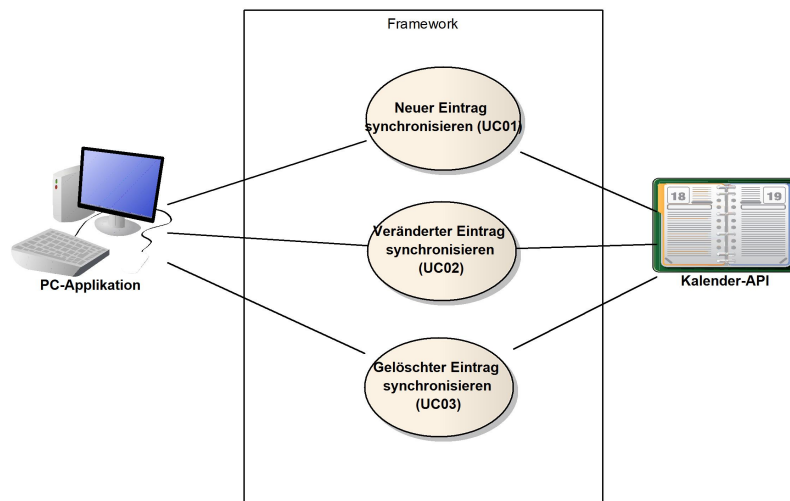 Framework
Neuer Eintrag
synchronisieren (UC01)
Veränderter Eintrag
synchronisieren
(UC02)
Gelöschter Eintrag
synchronisieren
(UC03)
PC-Applikation
18
19
Kalender-API